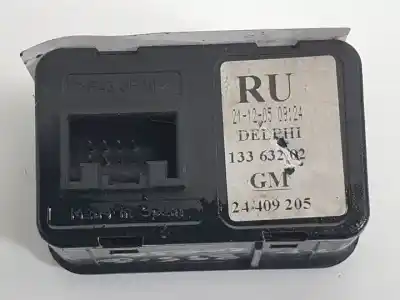 RU
21-12-05 09:24
DELPHI
133 632 02
GM
24 409 205
Made in Spain